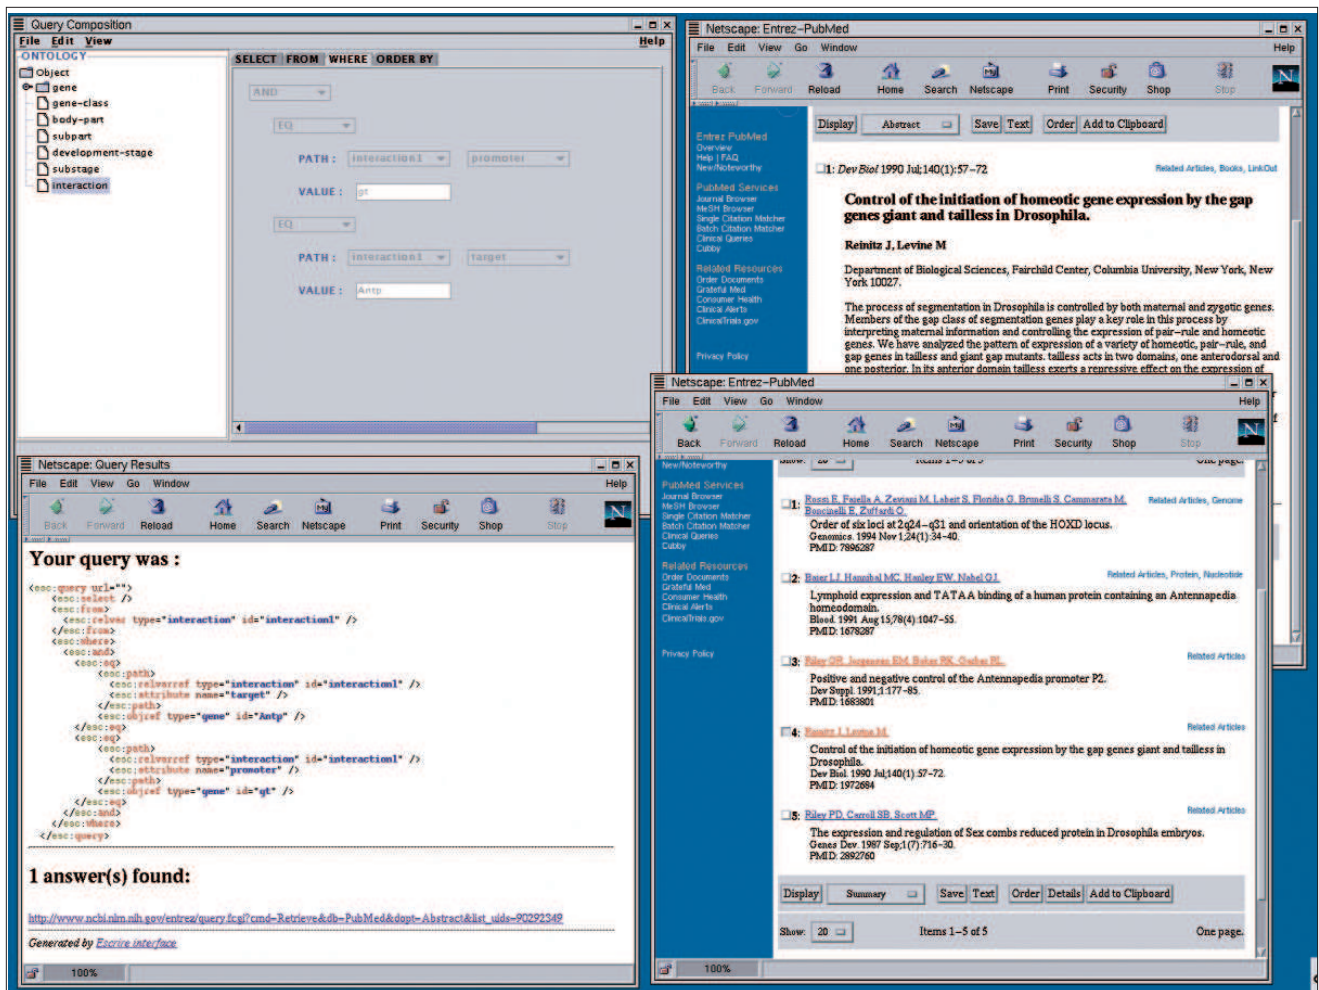 Query Composition
File Edit View Help
ONTOLOGY
Object
gene
gene-class
body-part
subpart
development-stage
substage
interaction
SELECT FROM WHERE ORDER BY
AND
EQ
PATH : interaction1 promoter
VALUE : gt
EQ
PATH : interaction1 target
VALUE : Antp
Netscape: Entrez-PubMed
File Edit View Go Window Help
Back Forward Reload Home Search Netscape Print Security Shop Stop
Entrez PubMed
Overview
Help | FAQ
New/Noteworthy
PubMed Services
Journal Browser
MeSH Browser
Single Citation Matcher
Batch Citation Matcher
Clinical Queries
Cubby
Related Resources
Order Documents
Grateful Med
Consumer Health
Clinical Alerts
ClinicalTrials.gov
Privacy Policy
Display Abstract Save Text Order Add to Clipboard
1: Dev Biol 1990 Jul;140(1):57-72 Related Articles, Books, LinkOut
Control of the initiation of homeotic gene expression by the gap
genes giant and tailless in Drosophila.
Reinitz J, Levine M
Department of Biological Sciences, Fairchild Center, Columbia University, New York, New
York 10027.
The process of segmentation in Drosophila is controlled by both maternal and zygotic genes.
Members of the gap class of segmentation genes play a key role in this process by
interpreting maternal information and controlling the expression of pair-rule and homeotic
genes. We have analyzed the pattern of expression of a variety of homeotic, pair-rule, and
gap genes in tailless and giant gap mutants. tailless acts in two domains, one anterodorsal and
one posterior. In its anterior domain tailless exerts a repressive effect on the expression of
Netscape: Entrez-PubMed
File Edit View Go Window Help
Back Forward Reload Home Search Netscape Print Security Shop Stop
New/Noteworthy
PubMed Services
Journal Browser
MeSH Browser
Single Citation Matcher
Batch Citation Matcher
Clinical Queries
Cubby
Related Resources
Order Documents
Grateful Med
Consumer Health
Clinical Alerts
ClinicalTrials.gov
Privacy Policy
Show: 20 Items 1-5 of 5 One page.
1: Rossi E, Faiella A, Zeviani M, Labeit S, Floridia G, Brunelli S, Cammarata M, Related Articles, Genome
Boncinelli E, Zuffardi O.
Order of six loci at 2q24-q31 and orientation of the HOXD locus.
Genomics. 1994 Nov 1;24(1):34-40.
PMID: 7896287
2: Baier LJ, Hannibal MC, Hanley EW, Nabel GJ. Related Articles, Protein, Nucleotide
Lymphoid expression and TATAA binding of a human protein containing an Antennapedia
homeodomain.
Blood. 1991 Aug 15;78(4):1047-55.
PMID: 1678287
3: Related Articles
Positive and negative control of the Antennapedia promoter P2.
Dev Suppl. 1991;1:177-85.
PMID: 1683801
4: Reinitz J, Levine M. Related Articles
Control of the initiation of homeotic gene expression by the gap genes giant and tailless in
Drosophila.
Dev Biol. 1990 Jul;140(1):57-72.
PMID: 1972684
5: Riley PD, Carroll SB, Scott MP. Related Articles
The expression and regulation of Sex combs reduced protein in Drosophila embryos.
Genes Dev. 1987 Sep;1(7):716-30.
PMID: 2892760
Display Summary Save Text Order Details Add to Clipboard
Show: 20 Items 1-5 of 5 One page.
100%
Netscape: Query Results
File Edit View Go Window Help
Back Forward Reload Home Search Netscape Print Security Shop Stop
Your query was :
<esc:query url="">
<esc:select />
<esc:from>
<esc:relvar type="interaction" id="interaction1" />
</esc:from>
<esc:where>
<esc:and>
<esc:eq>
<esc:path>
<esc:relvarref type="interaction" id="interaction1" />
<esc:attribute name="target" />
</esc:path>
<esc:objref type="gene" id="Antp" />
</esc:eq>
<esc:eq>
<esc:path>
<esc:relvarref type="interaction" id="interaction1" />
<esc:attribute name="promoter" />
</esc:path>
<esc:objref type="gene" id="gt" />
</esc:eq>
</esc:and>
</esc:where>
</esc:query>
1 answer(s) found:
http://www.ncbi.nlm.nih.gov/entrez/query.fcgi?cmd=Retrieve&db=PubMed&dopt=Abstract&list_uids=90292349
Generated by Escrire interface
100%